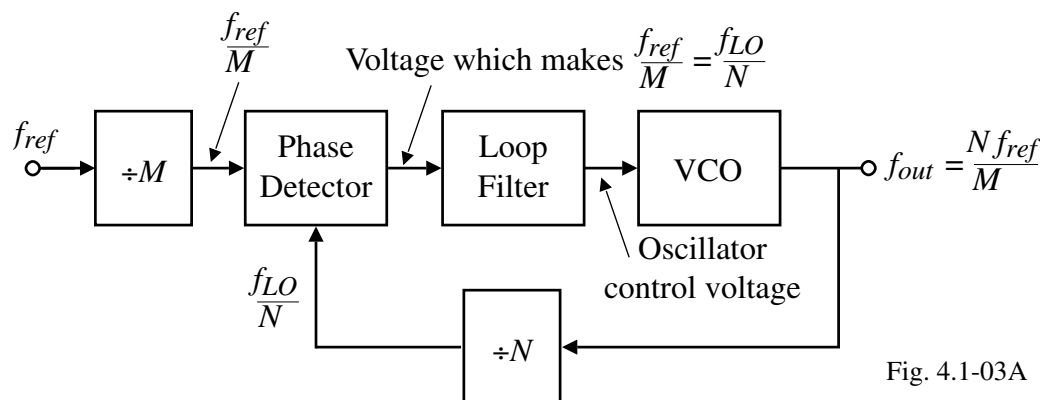 f_ref/M
Voltage which makes f_ref/M = f_LO/N
f_ref
÷M
Phase
Detector
Loop
Filter
VCO
f_out = N f_ref/M
Oscillator
control voltage
f_LO/N
÷N
Fig. 4.1-03A